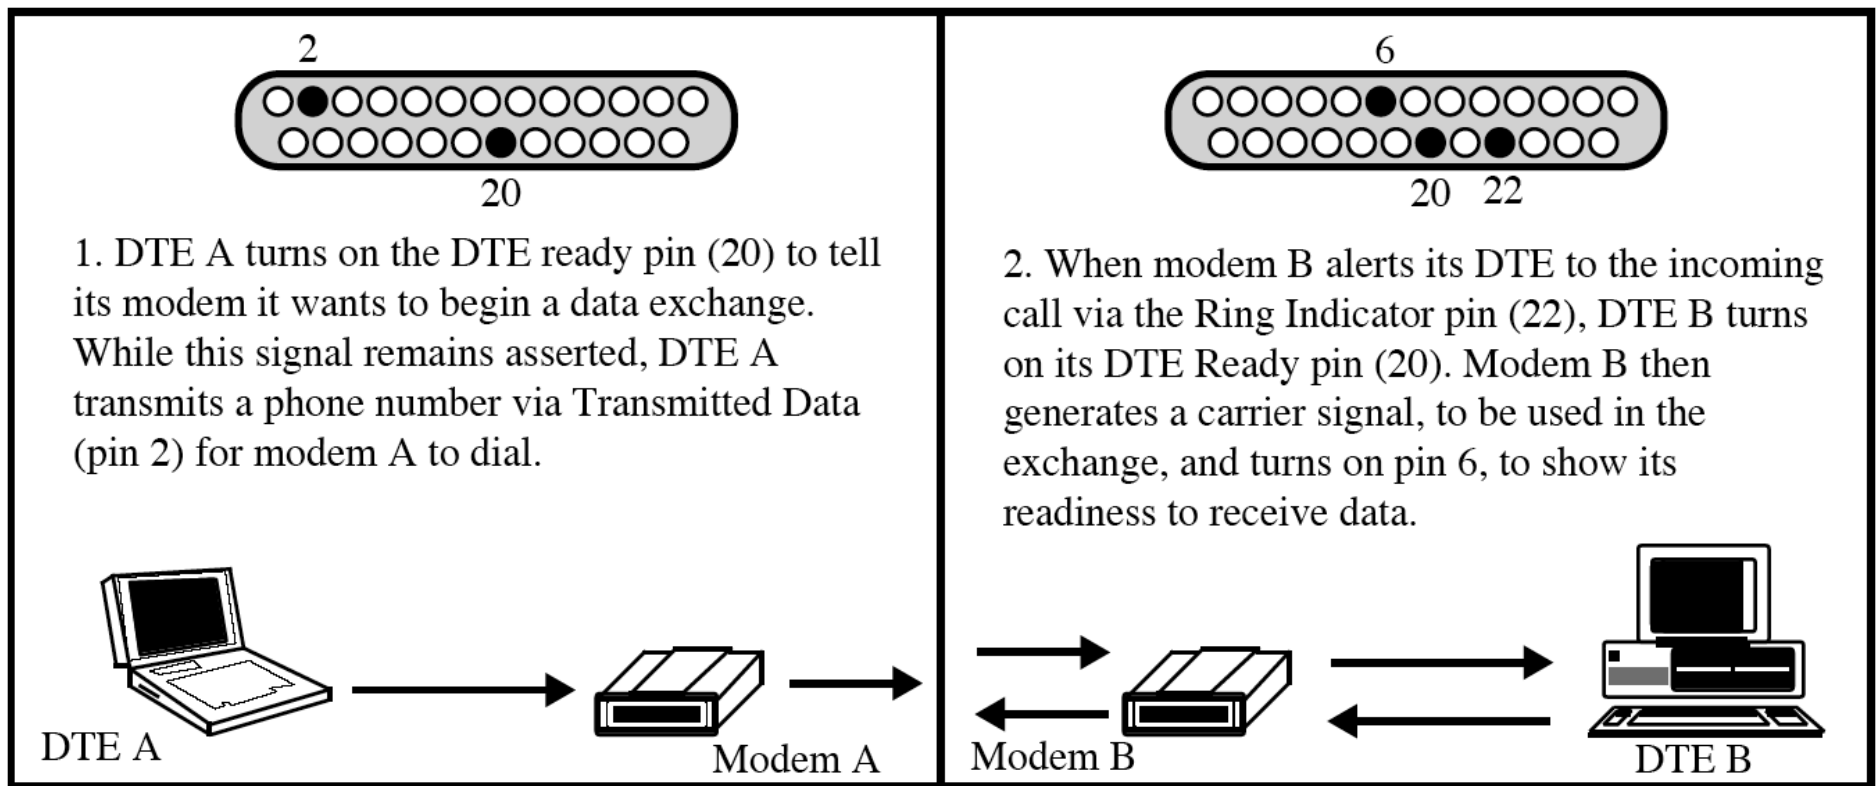 2
20
1. DTE A turns on the DTE ready pin (20) to tell
its modem it wants to begin a data exchange.
While this signal remains asserted, DTE A
transmits a phone number via Transmitted Data
(pin 2) for modem A to dial.
DTE A
Modem A
6
20 22
2. When modem B alerts its DTE to the incoming
call via the Ring Indicator pin (22), DTE B turns
on its DTE Ready pin (20). Modem B then
generates a carrier signal, to be used in the
exchange, and turns on pin 6, to show its
readiness to receive data.
Modem B
DTE B